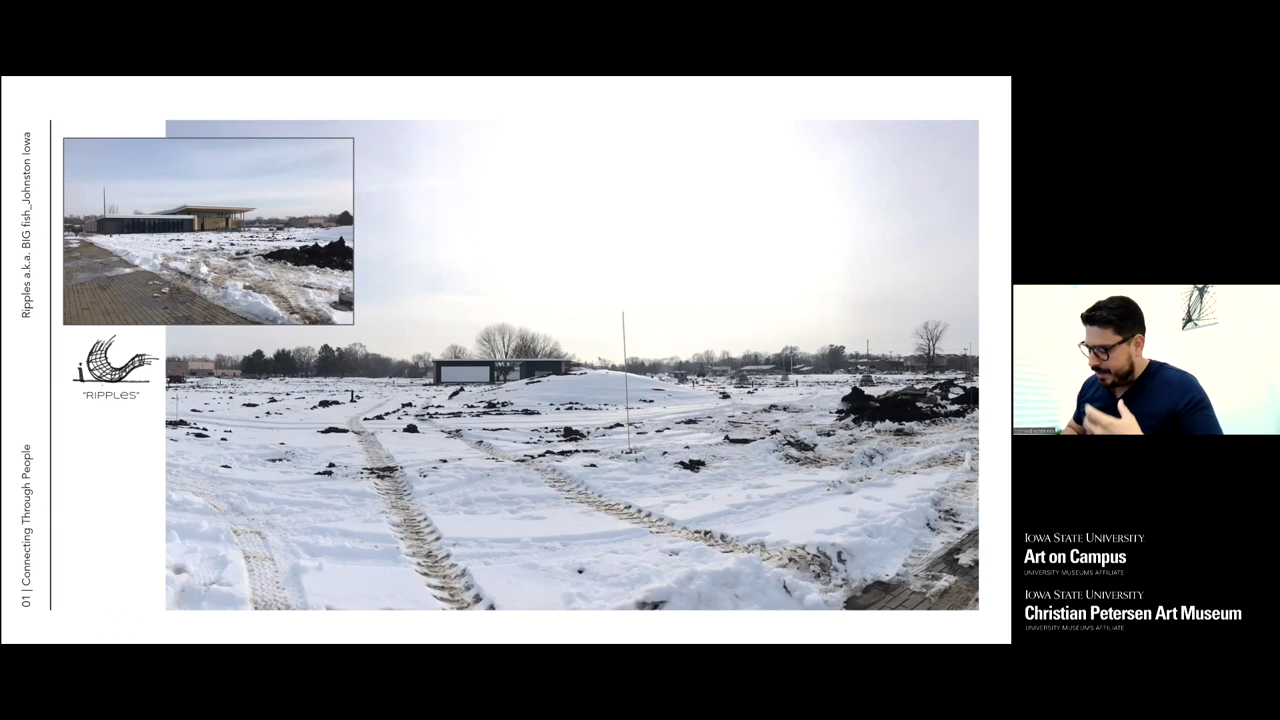 Ripples a.k.a. BIG fish_Johnston Iowa
01 | Connecting Through People
"RIPPLES"
IOWA STATE UNIVERSITY
Art on Campus
UNIVERSITY MUSEUMS AFFILIATE
IOWA STATE UNIVERSITY
Christian Petersen Art Museum
UNIVERSITY MUSEUMS AFFILIATE